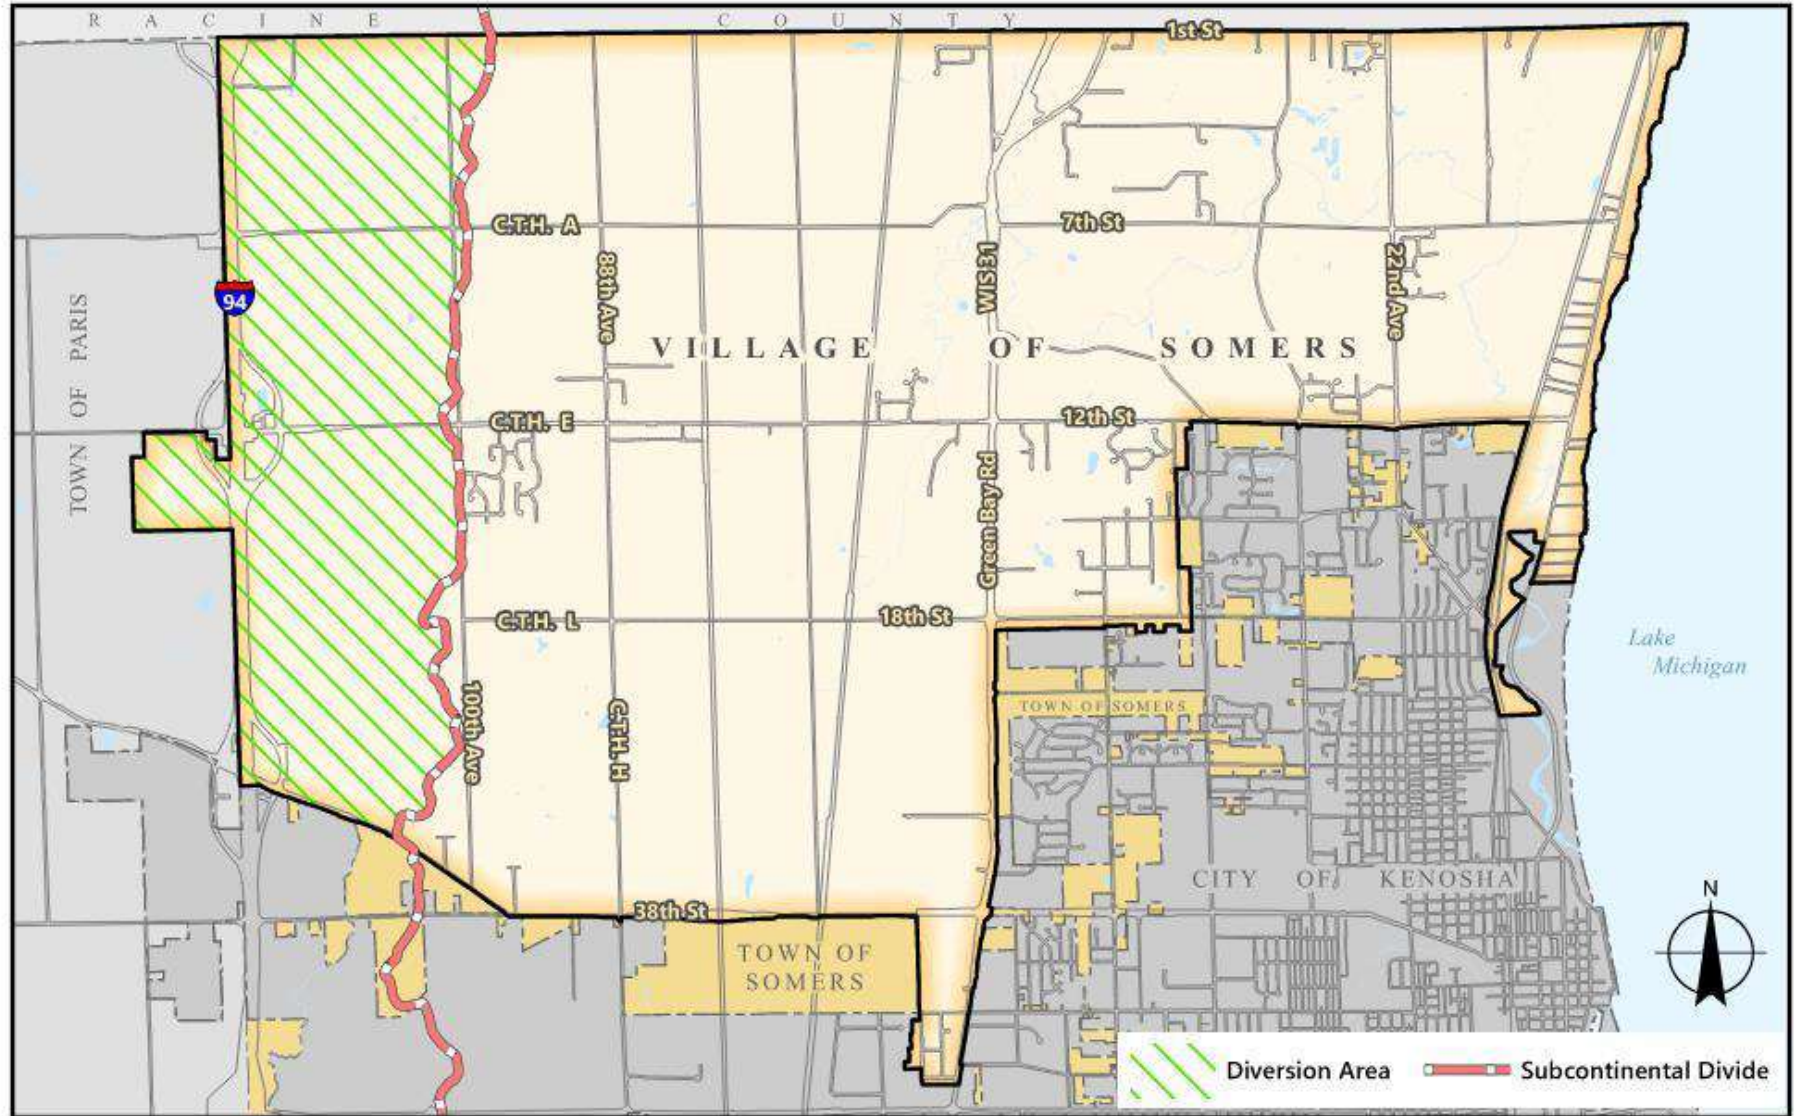 RACINE COUNTY
1st St
C.T.H. A
7th St
88th Ave
WIS 31
22nd Ave
94
TOWN OF PARIS
VILLAGE OF SOMERS
C.T.H. E
12th St
Green Bay Rd
C.T.H. L
18th St
Lake
Michigan
100th Ave
C.T.H. H
TOWN OF SOMERS
CITY OF KENOSHA
38th St
TOWN OF
SOMERS
N
Diversion Area
Subcontinental Divide